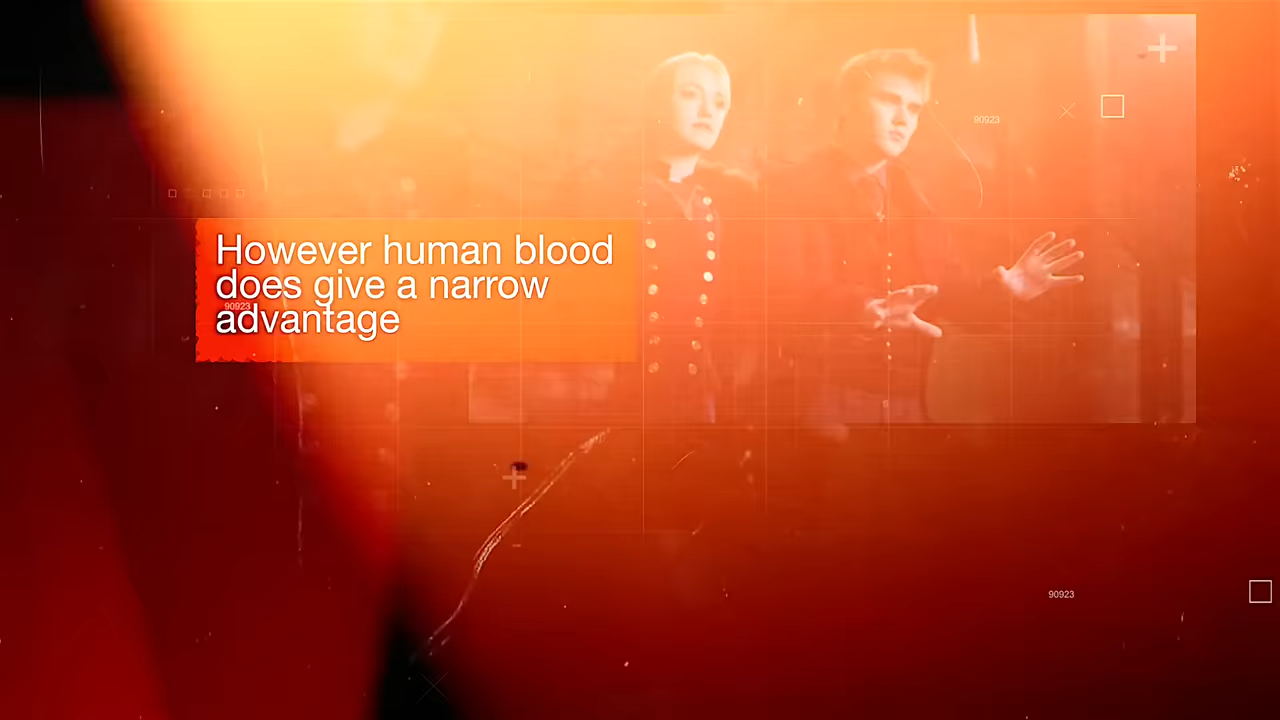 90923
However human blood
does give a narrow
90923
advantage
90923